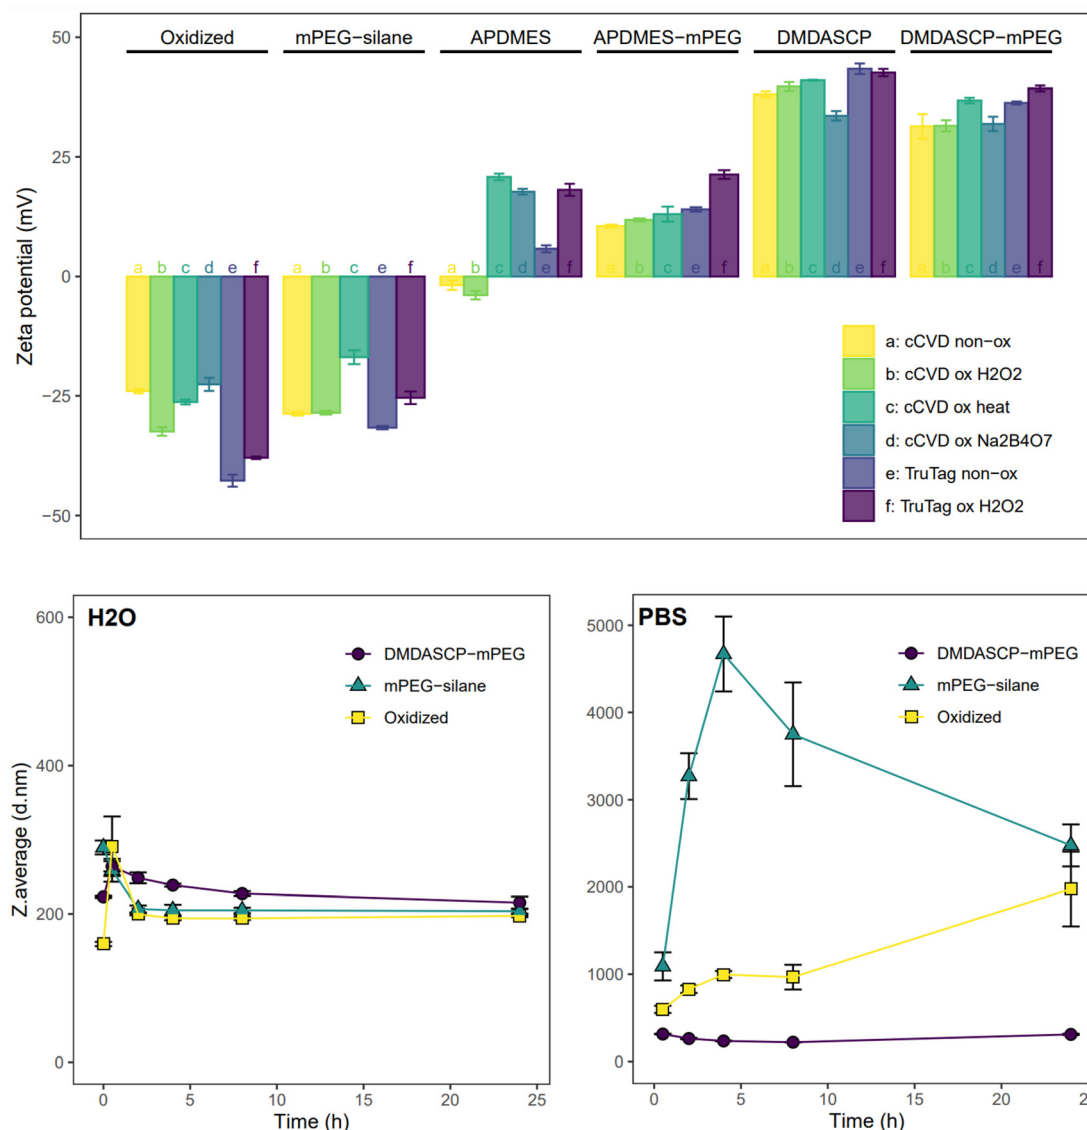 Oxidized mPEG−silane APDMES APDMES−mPEG DMDASCP DMDASCP−mPEG
50
25
0
−25
−50
Zeta potential (mV)
a b c d e f
a b c e f
a b c d e f
a b c e f
a b c d e f
a b c d e f
a: cCVD non−ox
b: cCVD ox H2O2
c: cCVD ox heat
d: cCVD ox Na2B4O7
e: TruTag non−ox
f: TruTag ox H2O2
H2O
DMDASCP−mPEG
mPEG−silane
Oxidized
600
400
200
0
Z.average (d.nm)
0 5 10 15 20 25
Time (h)
PBS
DMDASCP−mPEG
mPEG−silane
Oxidized
5000
4000
3000
2000
1000
0
0 5 10 15 20 2
Time (h)